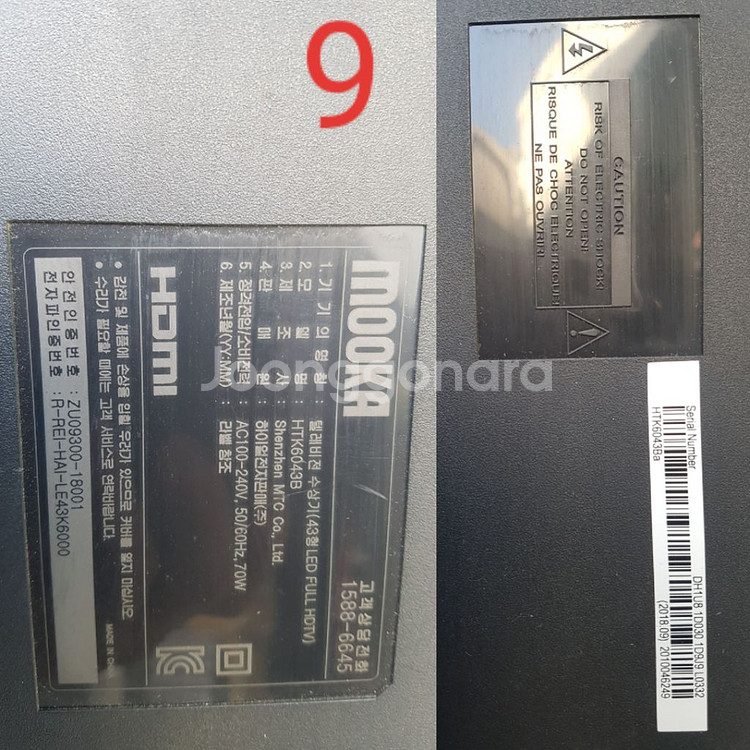 9
mooka
고객상담전화
1588-6645
1. 기 기 의 명 칭 : 텔레비전 수상기(43형 LED FULL HDTV)
2. 모 델 명 : HTK6043B
3. 제 조 사 : Shenzhen MTC Co., Ltd.
4. 판 매 원 : 하이얼전자판매(주)
5. 정격전압/소비전력 : AC100-240V, 50/60Hz, 70W
6. 제조년월(YY.MM) : 라벨 참조
HDMI
• 감전 및 제품에 손상을 입힐 우려가 있으므로 커버를 열지 마십시오
• 수리가 필요할 때에는 고객 서비스로 연락바랍니다.
MADE IN CHINA
안전인증번호 : ZU09300-18001
전자파인증번호 : R-REI-HAI-LE43K6000
CAUTION
RISK OF ELECTRIC SHOCK!
DO NOT OPEN!
ATTENTION
RISQUE DE CHOC ELECTRIQUE!
NE PAS OUVRIR!
Serial Number
HTK6043Ba
DH1U8 1D030 1D9J9 L0332
(2018.09) 2010046249
Joongonara